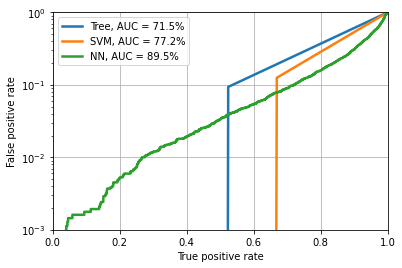 Tree, AUC = 71.5%
SVM, AUC = 77.2%
NN, AUC = 89.5%
10⁰
10⁻¹
10⁻²
10⁻³
False positive rate
0.0 0.2 0.4 0.6 0.8 1.0
True positive rate